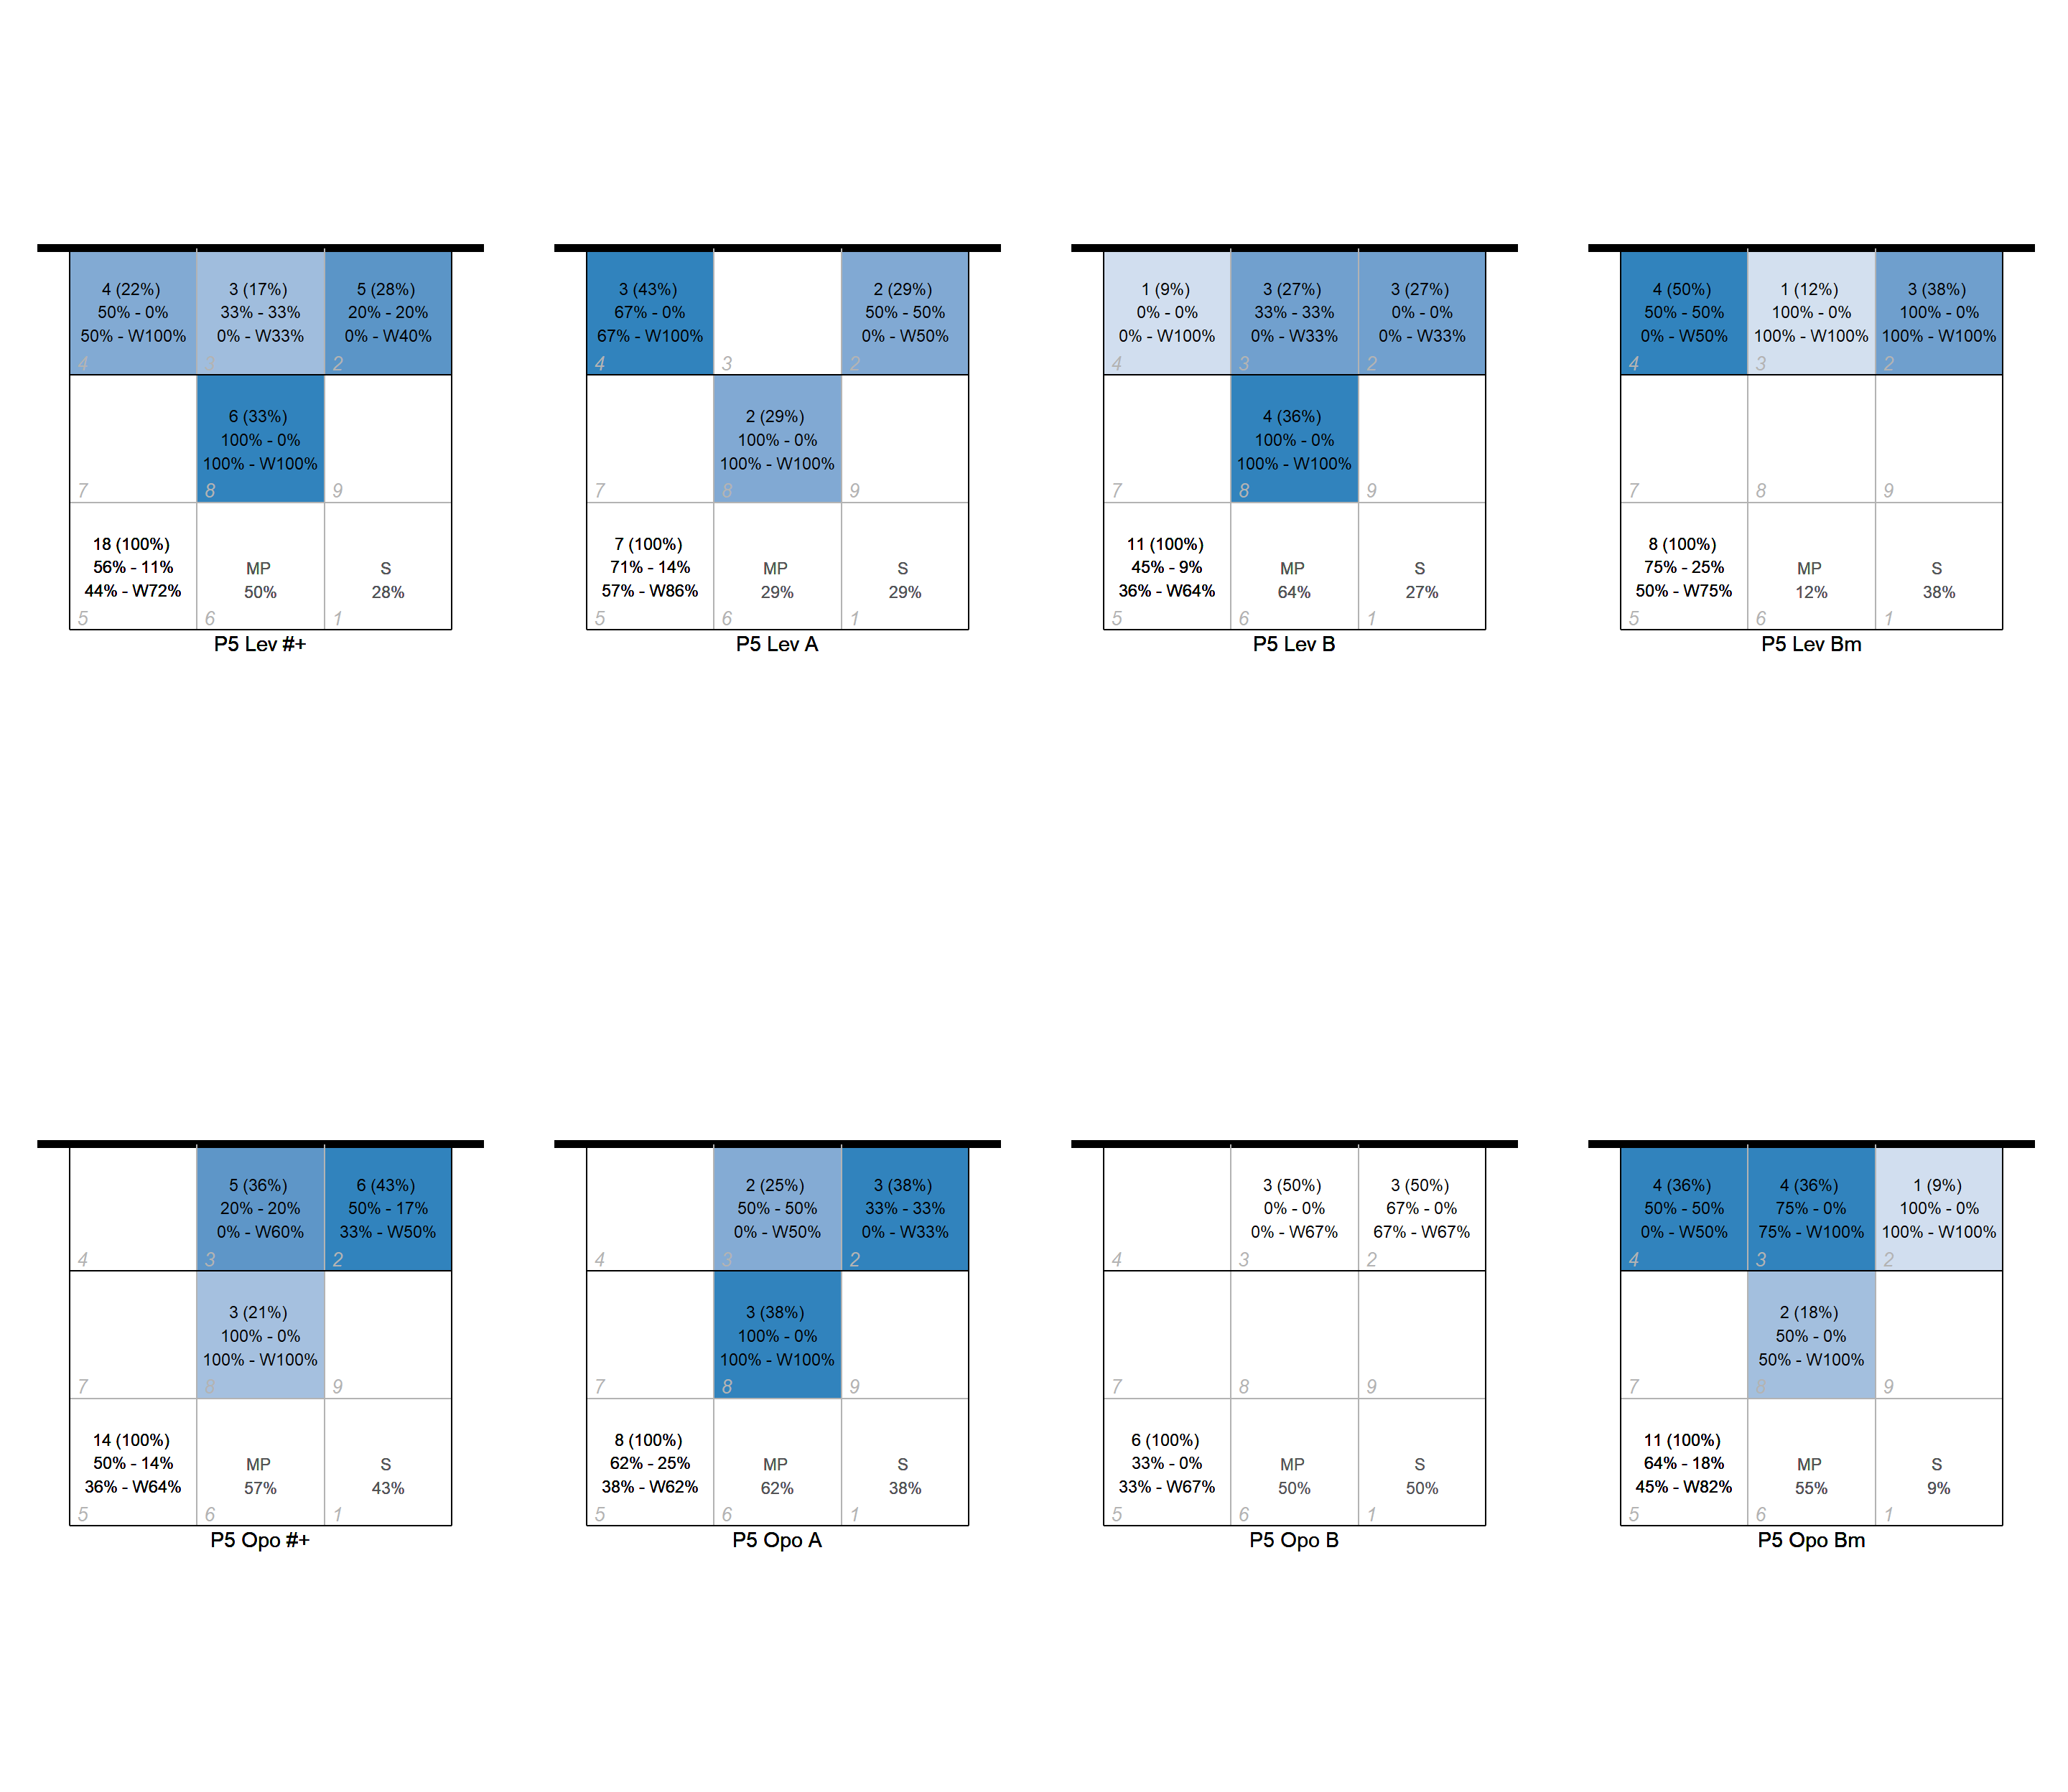 4 (22%)
50% - 0%
50% - W100%
4
3 (17%)
33% - 33%
0% - W33%
3
5 (28%)
20% - 20%
0% - W40%
2
7
6 (33%)
100% - 0%
100% - W100%
8
9
18 (100%)
56% - 11%
44% - W72%
5
MP
50%
6
S
28%
1
P5 Lev #+
3 (43%)
67% - 0%
67% - W100%
4
3
2 (29%)
50% - 50%
0% - W50%
2
7
2 (29%)
100% - 0%
100% - W100%
8
9
7 (100%)
71% - 14%
57% - W86%
5
MP
29%
6
S
29%
1
P5 Lev A
1 (9%)
0% - 0%
0% - W100%
4
3 (27%)
33% - 33%
0% - W33%
3
3 (27%)
0% - 0%
0% - W33%
2
7
4 (36%)
100% - 0%
100% - W100%
8
9
11 (100%)
45% - 9%
36% - W64%
5
MP
64%
6
S
27%
1
P5 Lev B
4 (50%)
50% - 50%
0% - W50%
4
1 (12%)
100% - 0%
100% - W100%
3
3 (38%)
100% - 0%
100% - W100%
2
7
8
9
8 (100%)
75% - 25%
50% - W75%
5
MP
12%
6
S
38%
1
P5 Lev Bm
4
5 (36%)
20% - 20%
0% - W60%
3
6 (43%)
50% - 17%
33% - W50%
2
7
3 (21%)
100% - 0%
100% - W100%
8
9
14 (100%)
50% - 14%
36% - W64%
5
MP
57%
6
S
43%
1
P5 Opo #+
4
2 (25%)
50% - 50%
0% - W50%
3
3 (38%)
33% - 33%
0% - W33%
2
7
3 (38%)
100% - 0%
100% - W100%
8
9
8 (100%)
62% - 25%
38% - W62%
5
MP
62%
6
S
38%
1
P5 Opo A
4
3 (50%)
0% - 0%
0% - W67%
3
3 (50%)
67% - 0%
67% - W67%
2
7
8
9
6 (100%)
33% - 0%
33% - W67%
5
MP
50%
6
S
50%
1
P5 Opo B
4 (36%)
50% - 50%
0% - W50%
4
4 (36%)
75% - 0%
75% - W100%
3
1 (9%)
100% - 0%
100% - W100%
2
7
2 (18%)
50% - 0%
50% - W100%
8
9
11 (100%)
64% - 18%
45% - W82%
5
MP
55%
6
S
9%
1
P5 Opo Bm